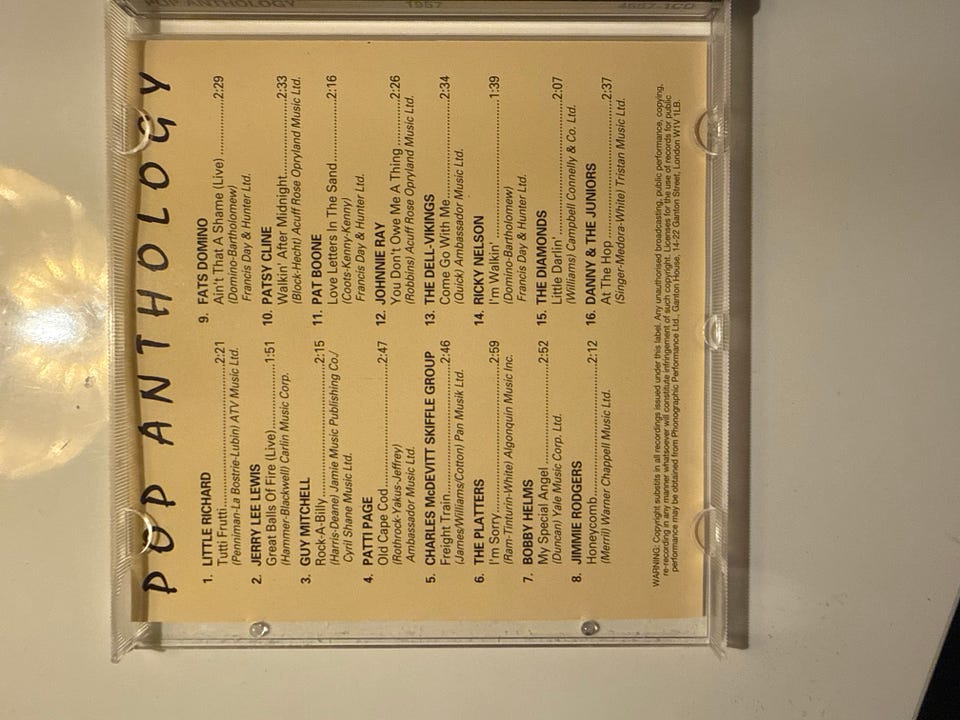 POP ANTHOLOGY
1957
4557-1CD
POP ANTHOLOGY
1. LITTLE RICHARD
Tutti Frutti..............................2:21
(Penniman-La Bostrie-Lubin) ATV Music Ltd.
2. JERRY LEE LEWIS
Great Balls Of Fire (Live)............1:51
(Hammer-Blackwell) Carlin Music Corp.
3. GUY MITCHELL
Rock-A-Billy..............................2:15
(Harris-Deane) Jamie Music Publishing Co./
Cyril Shane Music Ltd.
4. PATTI PAGE
Old Cape Cod..........................2:47
(Rothrock-Yakus-Jeffrey)
Ambassador Music Ltd.
5. CHARLES McDEVITT SKIFFLE GROUP
Freight Train..............................2:46
(James/Williams/Cotton) Pan Musik Ltd.
6. THE PLATTERS
I'm Sorry..................................2:59
(Ram-Tinturin-White) Algonquin Music Inc.
7. BOBBY HELMS
My Special Angel......................2:52
(Duncan) Yale Music Corp. Ltd.
8. JIMMIE RODGERS
Honeycomb..............................2:12
(Merrill) Warner Chappell Music Ltd.
9. FATS DOMINO
Ain't That A Shame (Live) ............2:29
(Domino-Bartholomew)
Francis Day & Hunter Ltd.
10. PATSY CLINE
Walkin' After Midnight................2:33
(Block-Hecht) Acuff Rose Opryland Music Ltd.
11. PAT BOONE
Love Letters In The Sand............2:16
(Coots-Kenny-Kenny)
Francis Day & Hunter Ltd.
12. JOHNNIE RAY
You Don't Owe Me A Thing........2:26
(Robbins) Acuff Rose Opryland Music Ltd.
13. THE DELL-VIKINGS
Come Go With Me....................2:34
(Quick) Ambassador Music Ltd.
14. RICKY NELSON
I'm Walkin' ..............................1:39
(Domino-Bartholomew)
Francis Day & Hunter Ltd.
15. THE DIAMONDS
Little Darlin' ..............................2:07
(Williams) Campbell Connelly & Co. Ltd.
16. DANNY & THE JUNIORS
At The Hop ..............................2:37
(Singer-Medora-White) Tristan Music Ltd.
WARNING: Copyright subsists in all recordings issued under this label. Any unauthorised broadcasting, public performance, copying,
re-recording in any manner whatsoever will constitute infringement of such copyright. Licenses for the use of records for public
performance may be obtained from Phonographic Performance Ltd., Ganton House, 14-22 Ganton Street, London W1V 1LB.